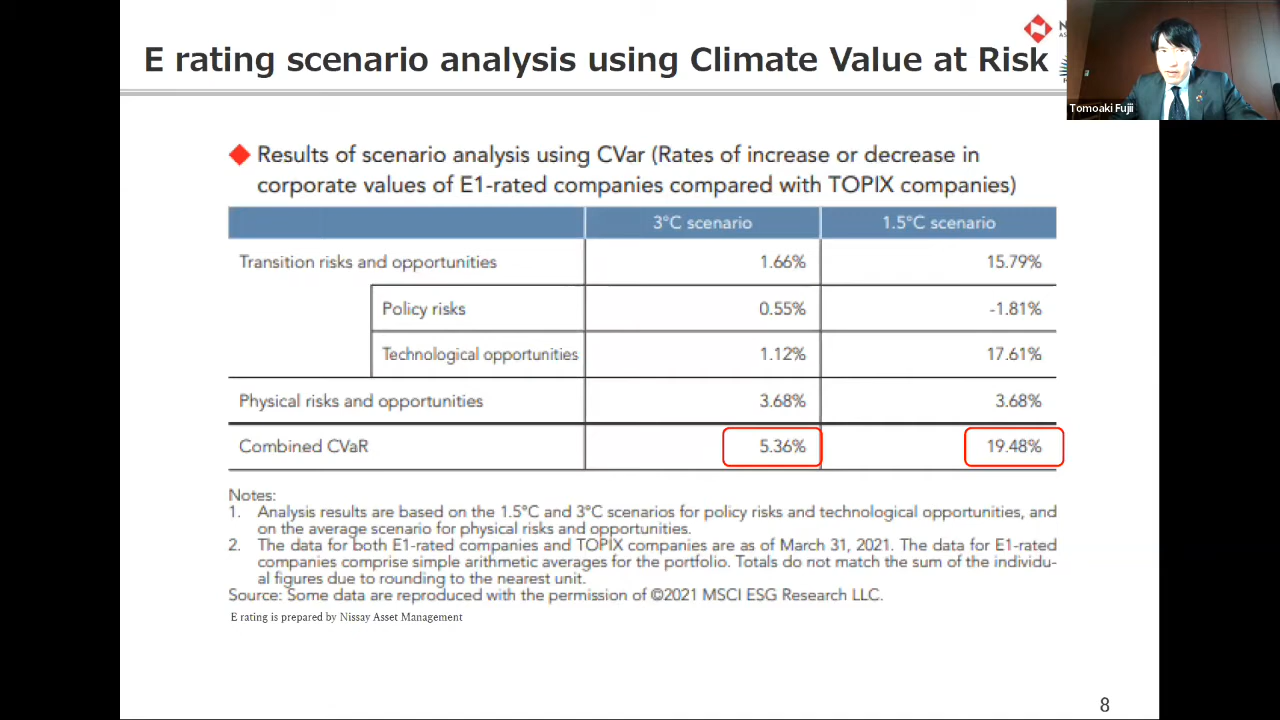 E rating scenario analysis using Climate Value at Risk
Tomoaki Fujii
Results of scenario analysis using CVar (Rates of increase or decrease in
corporate values of E1-rated companies compared with TOPIX companies)
3°C scenario 1.5°C scenario
Transition risks and opportunities 1.66% 15.79%
Policy risks 0.55% -1.81%
Technological opportunities 1.12% 17.61%
Physical risks and opportunities 3.68% 3.68%
Combined CVaR 5.36% 19.48%
Notes:
1. Analysis results are based on the 1.5°C and 3°C scenarios for policy risks and technological opportunities, and
on the average scenario for physical risks and opportunities.
2. The data for both E1-rated companies and TOPIX companies are as of March 31, 2021. The data for E1-rated
companies comprise simple arithmetic averages for the portfolio. Totals do not match the sum of the individu-
al figures due to rounding to the nearest unit.
Source: Some data are reproduced with the permission of ©2021 MSCI ESG Research LLC.
E rating is prepared by Nissay Asset Management
8